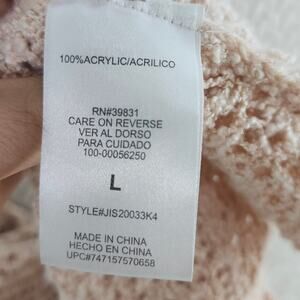 100%ACRYLIC/ACRILICO
RN#39831
CARE ON REVERSE
VER AL DORSO
PARA CUIDADO
100-00056250
L
STYLE#JIS20033K4
MADE IN CHINA
HECHO EN CHINA
UPC#747157570658